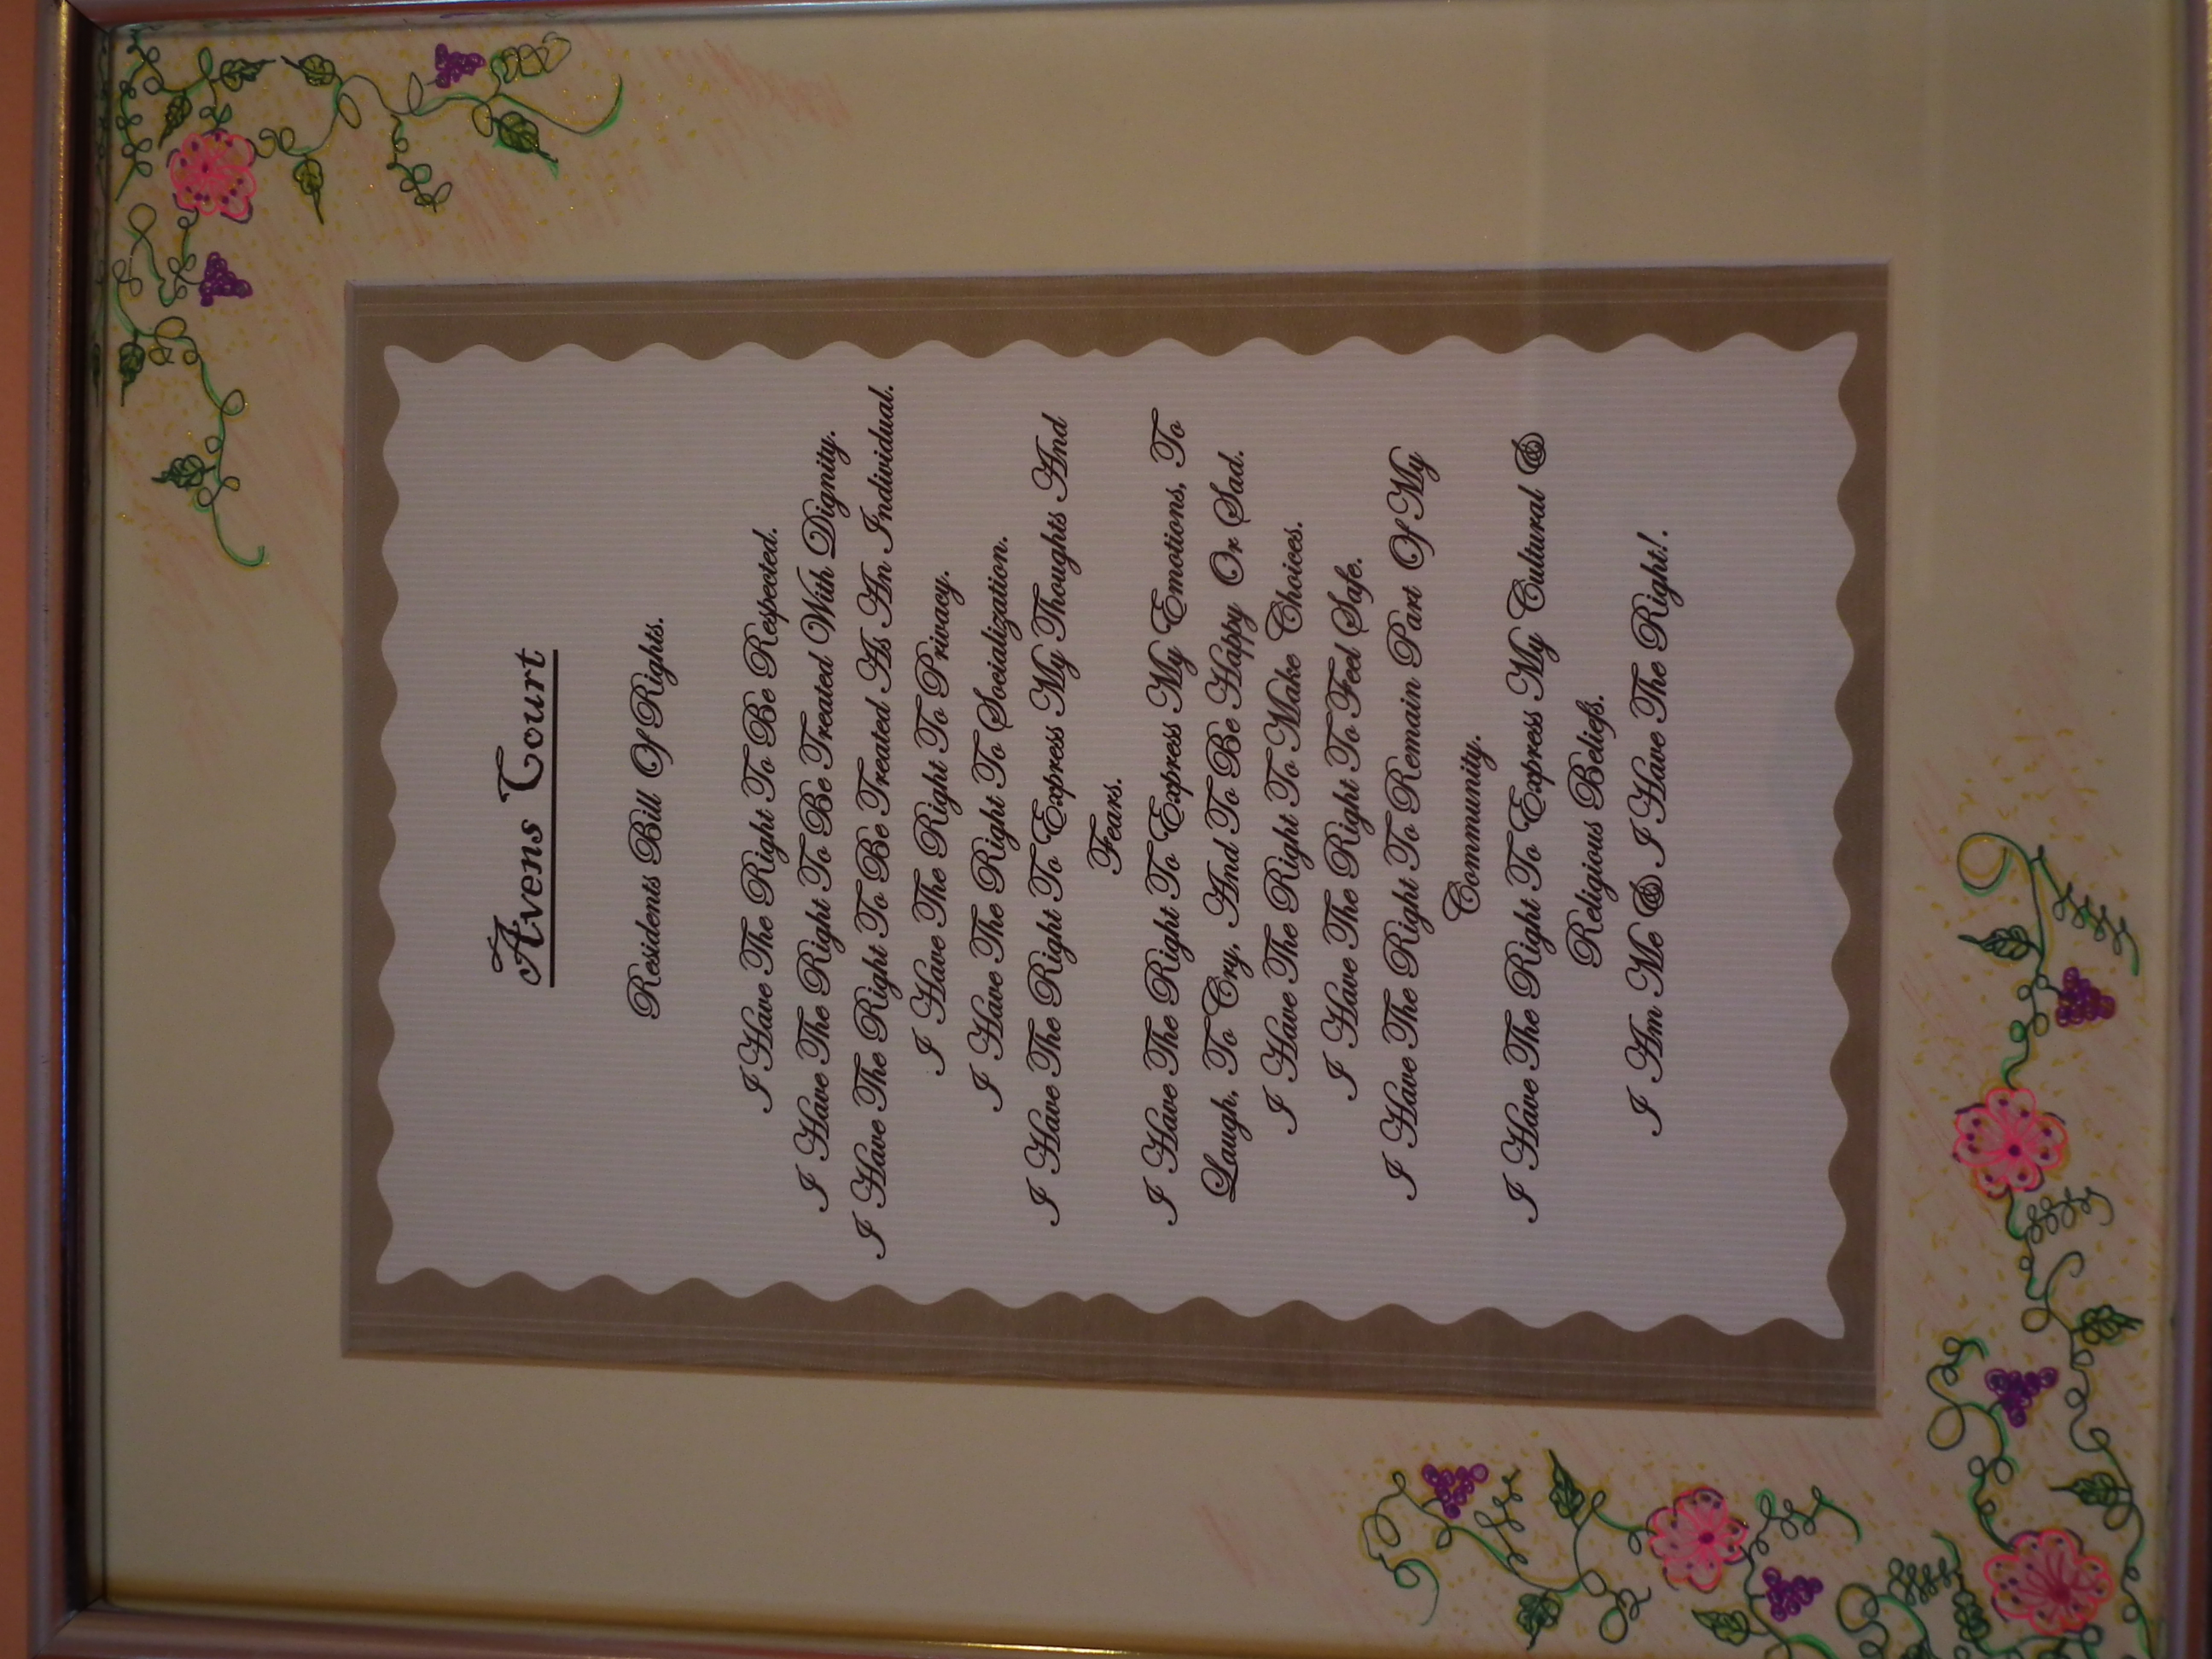 Avens Court
Residents Bill Of Rights.
I Have The Right To Be Respected.
I Have The Right To Be Treated With Dignity.
I Have The Right To Be Treated As An Individual.
I Have The Right To Privacy.
I Have The Right To Socialization.
I Have The Right To Express My Thoughts And
Fears.
I Have The Right To Express My Emotions, To
Laugh, To Cry, And To Be Happy Or Sad.
I Have The Right To Make Choices.
I Have The Right To Feel Safe.
I Have The Right To Remain Part Of My
Community.
I Have The Right To Express My Cultural &
Religious Beliefs.
I Am Me & I Have The Right!.